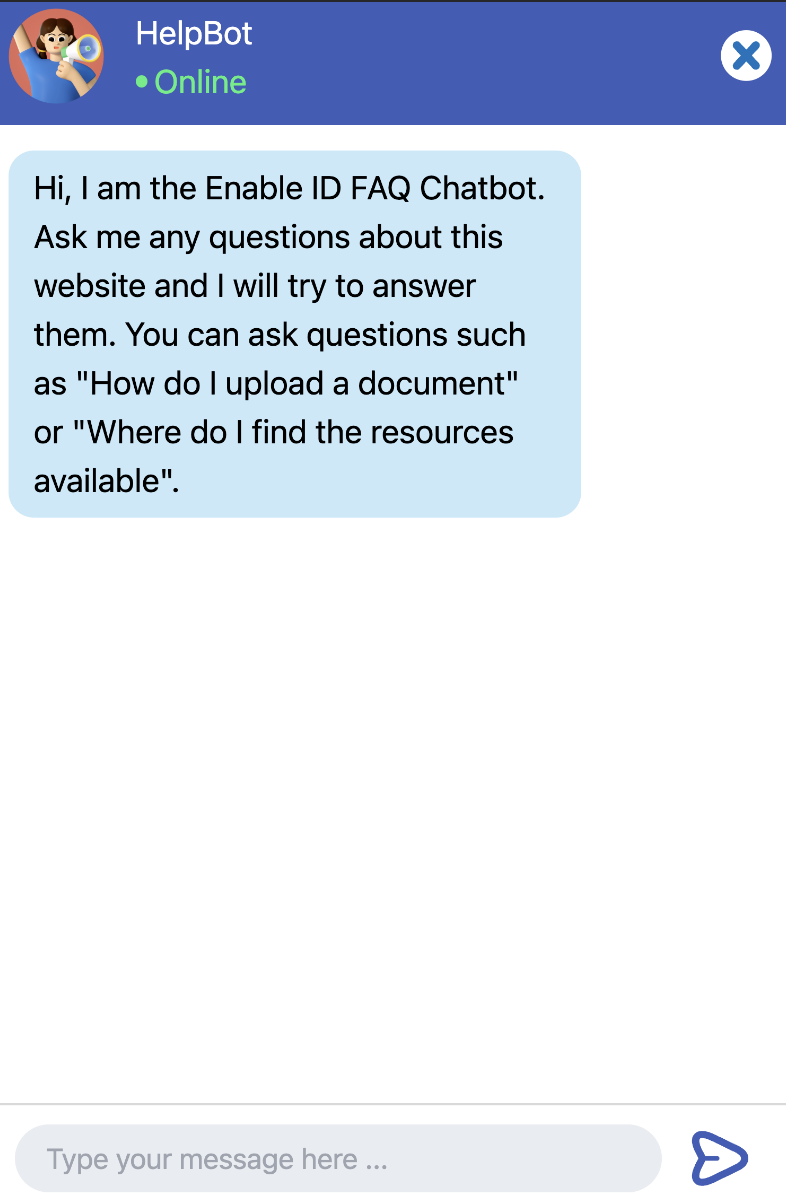 HelpBot
Online
Hi, I am the Enable ID FAQ Chatbot.
Ask me any questions about this
website and I will try to answer
them. You can ask questions such
as "How do I upload a document"
or "Where do I find the resources
available".
Type your message here ...